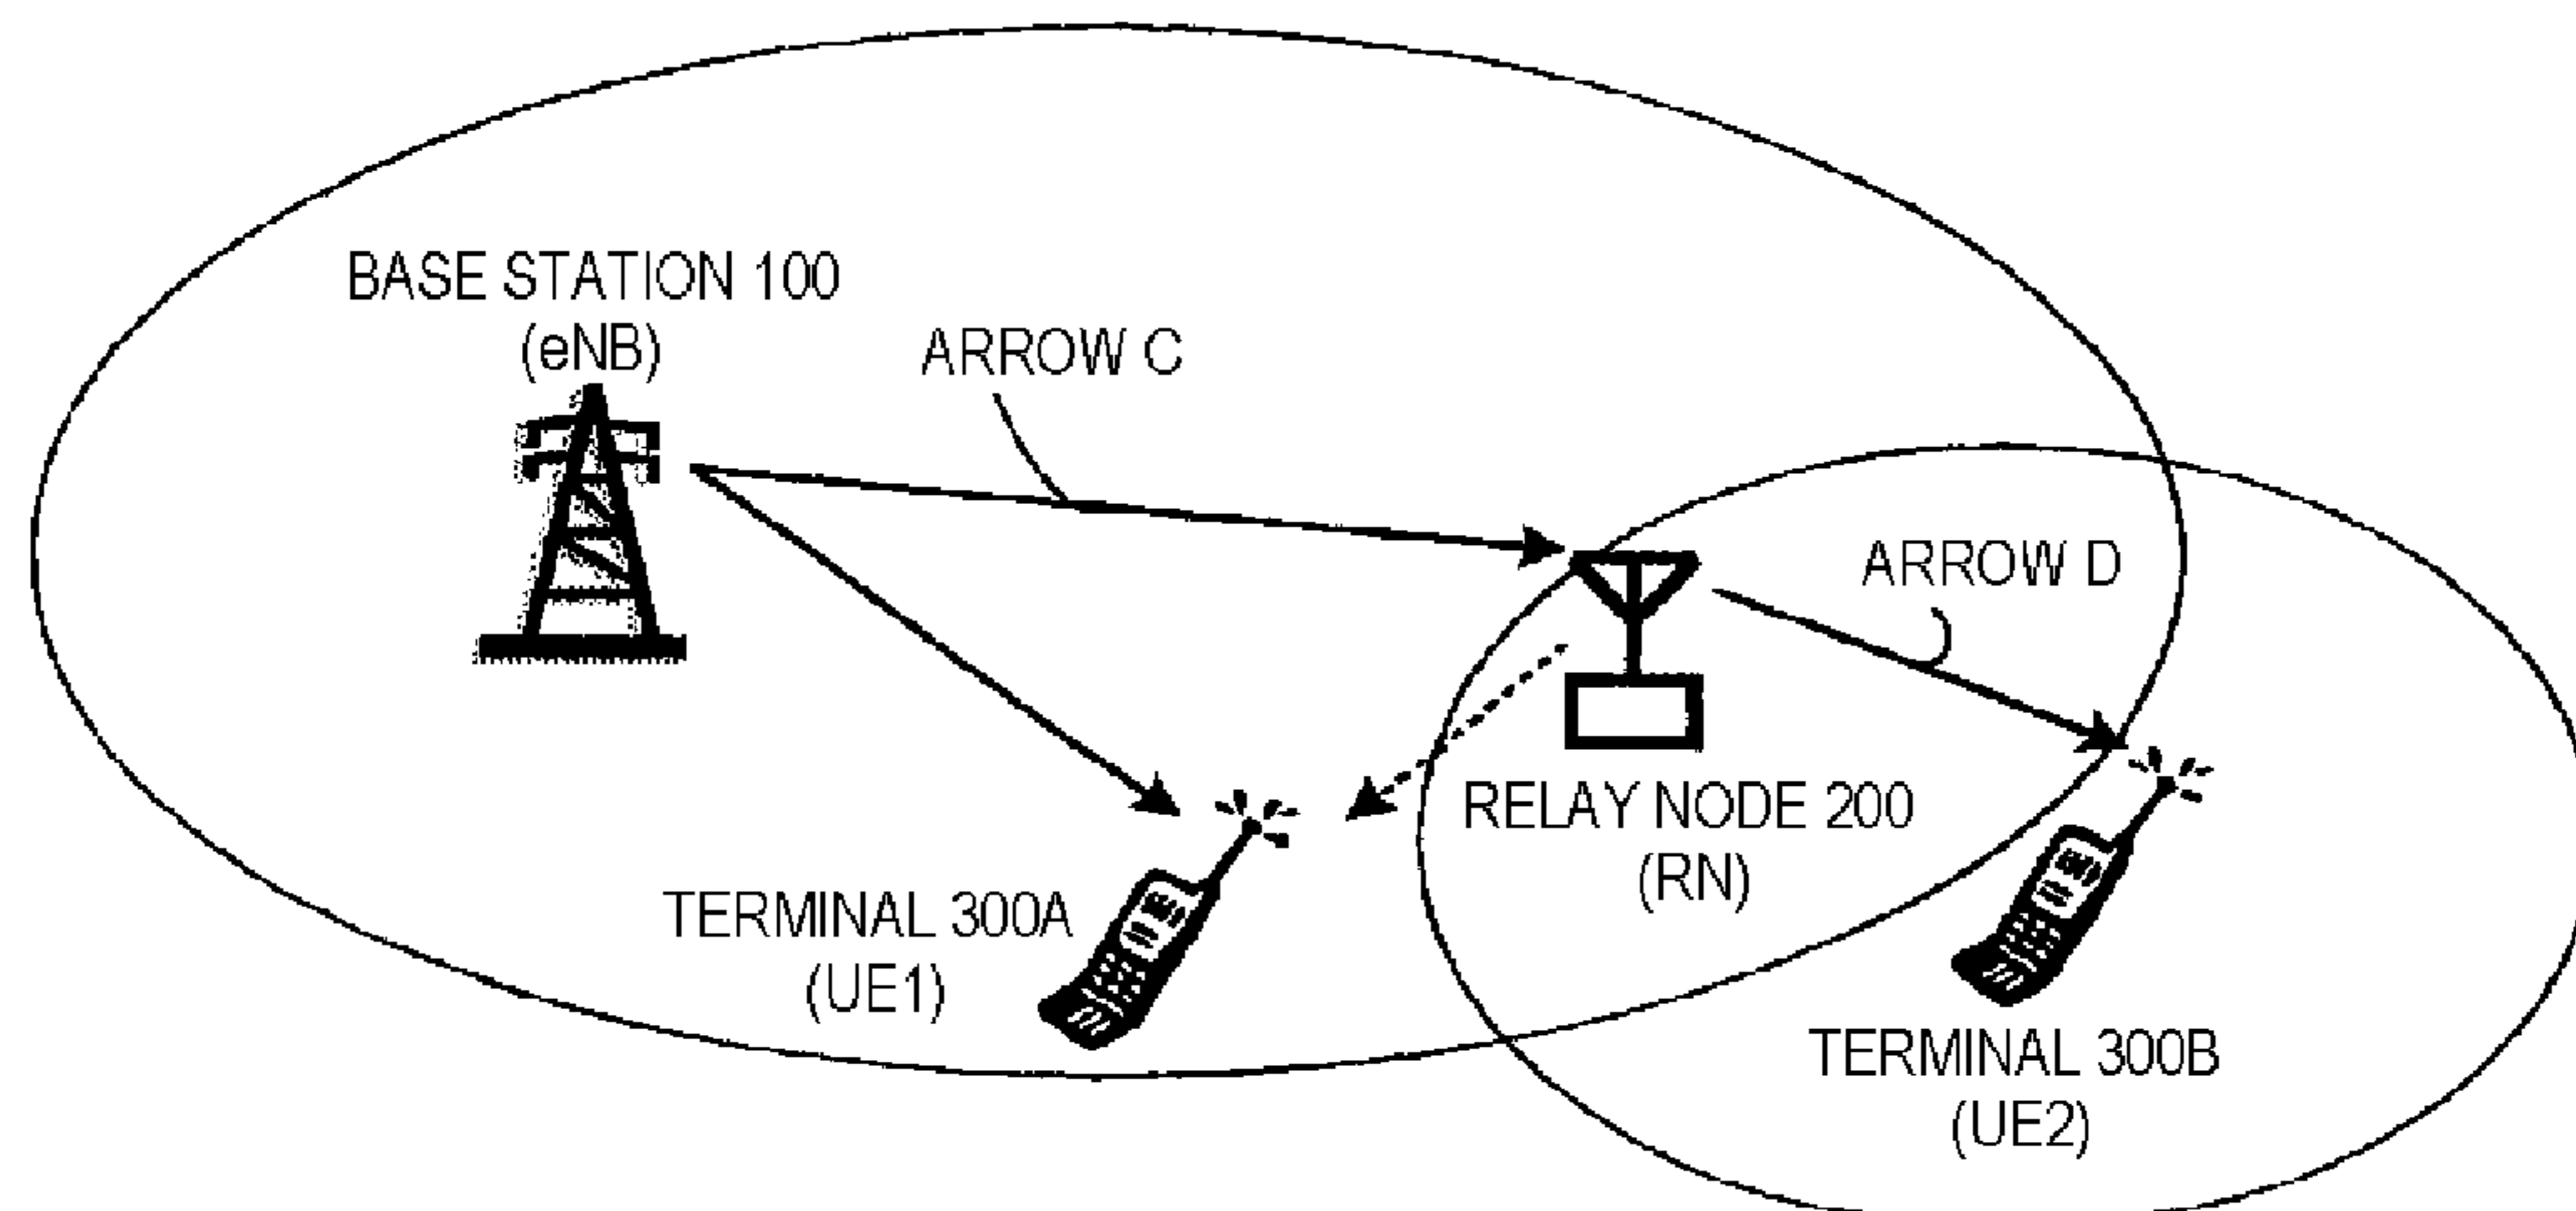 BASE STATION 100
(eNB)
ARROW C
ARROW D
RELAY NODE 200
(RN)
TERMINAL 300A
(UE1)
TERMINAL 300B
(UE2)